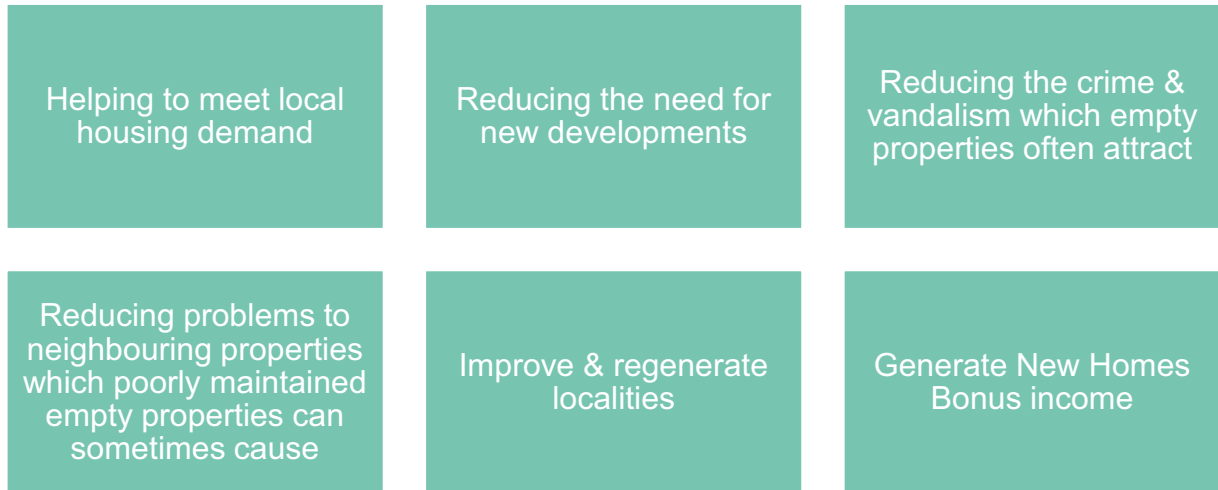 Helping to meet local
housing demand
Reducing the need for
new developments
Reducing the crime &
vandalism which empty
properties often attract
Reducing problems to
neighbouring properties
which poorly maintained
empty properties can
sometimes cause
Improve & regenerate
localities
Generate New Homes
Bonus income